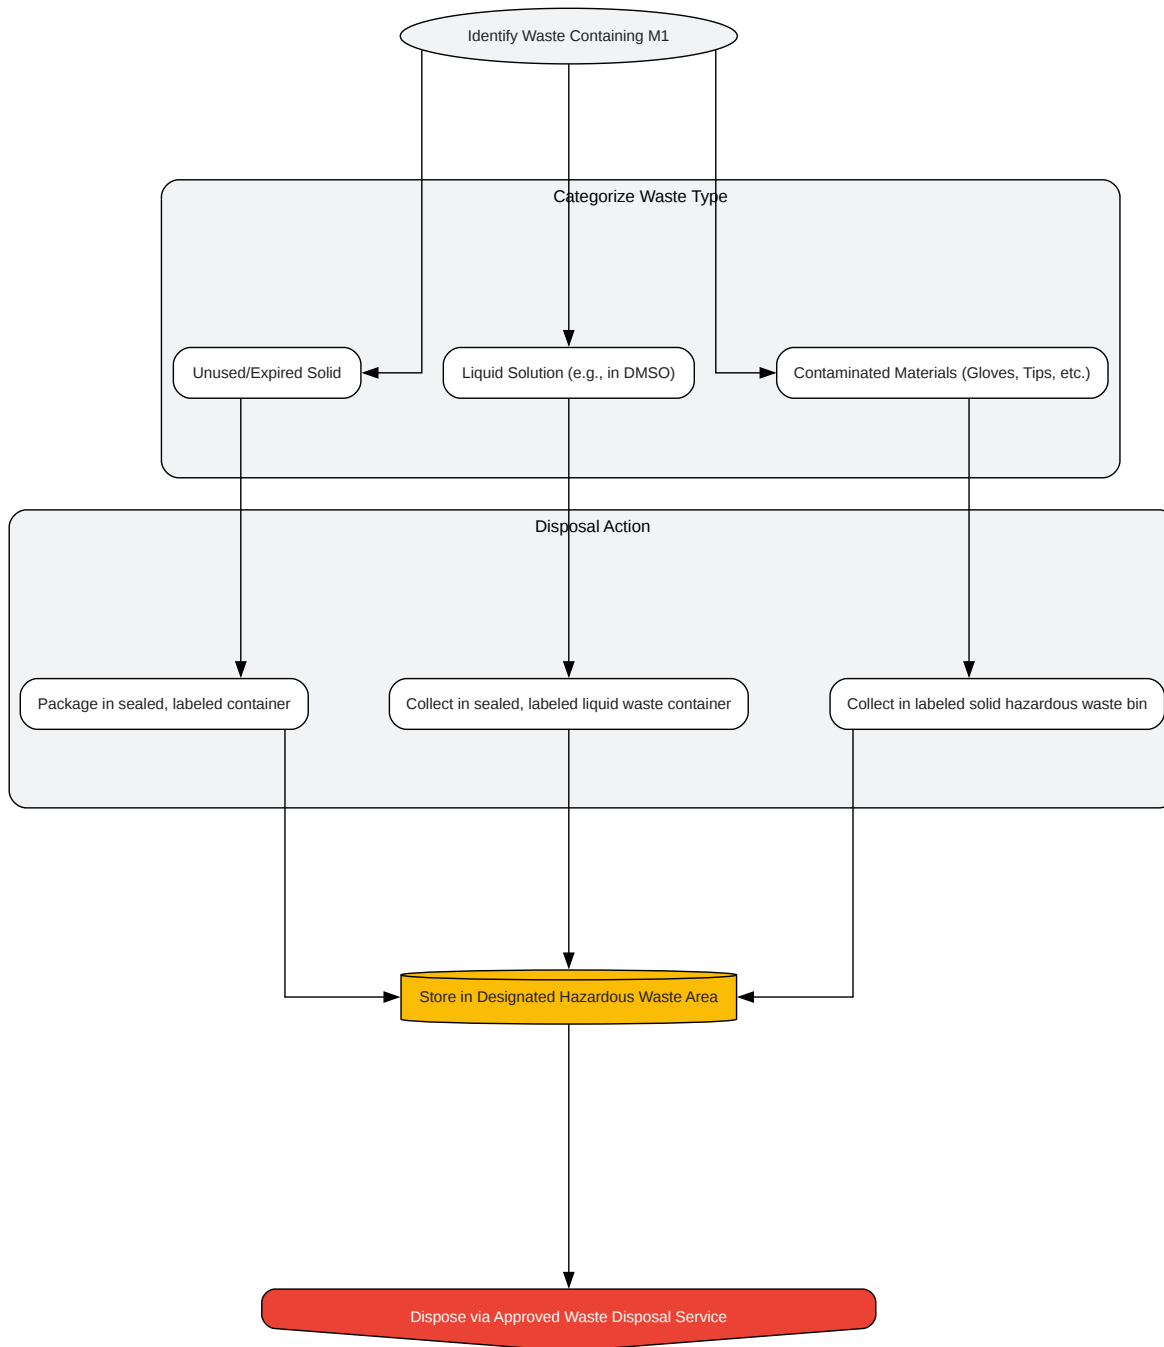 Identify Waste Containing M1
Categorize Waste Type
Unused/Expired Solid
Liquid Solution (e.g., in DMSO)
Contaminated Materials (Gloves, Tips, etc.)
Disposal Action
Package in sealed, labeled container
Collect in sealed, labeled liquid waste container
Collect in labeled solid hazardous waste bin
Store in Designated Hazardous Waste Area
Dispose via Approved Waste Disposal Service